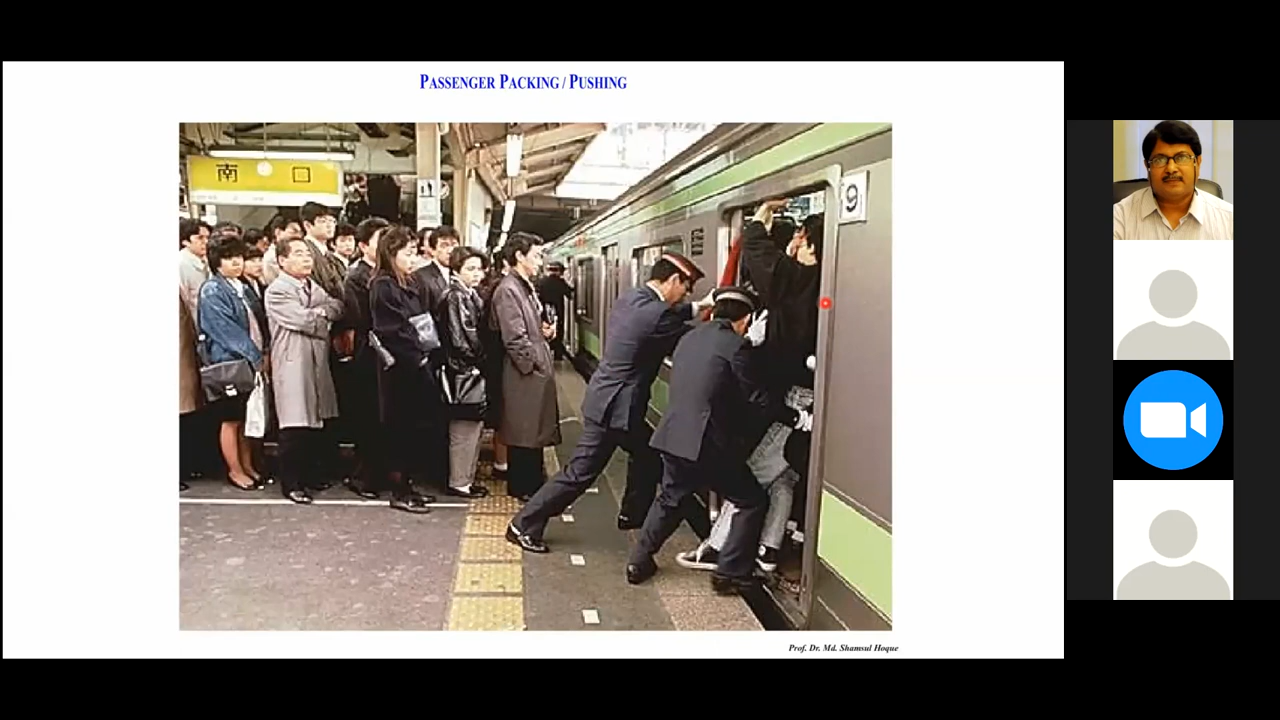 PASSENGER PACKING / PUSHING
南 口
9
Prof. Dr. Md. Shamsul Hoque